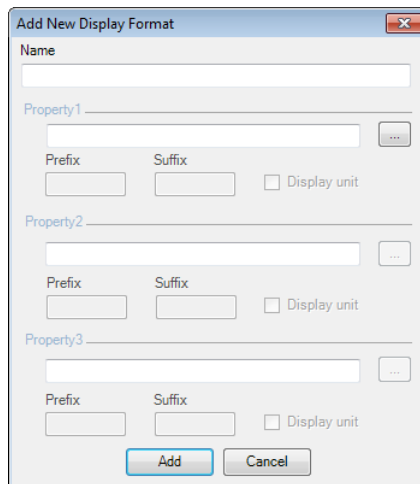 Add New Display Format
Name
Property1
...
Prefix Suffix
Display unit
Property2
...
Prefix Suffix
Display unit
Property3
...
Prefix Suffix
Display unit
Add Cancel